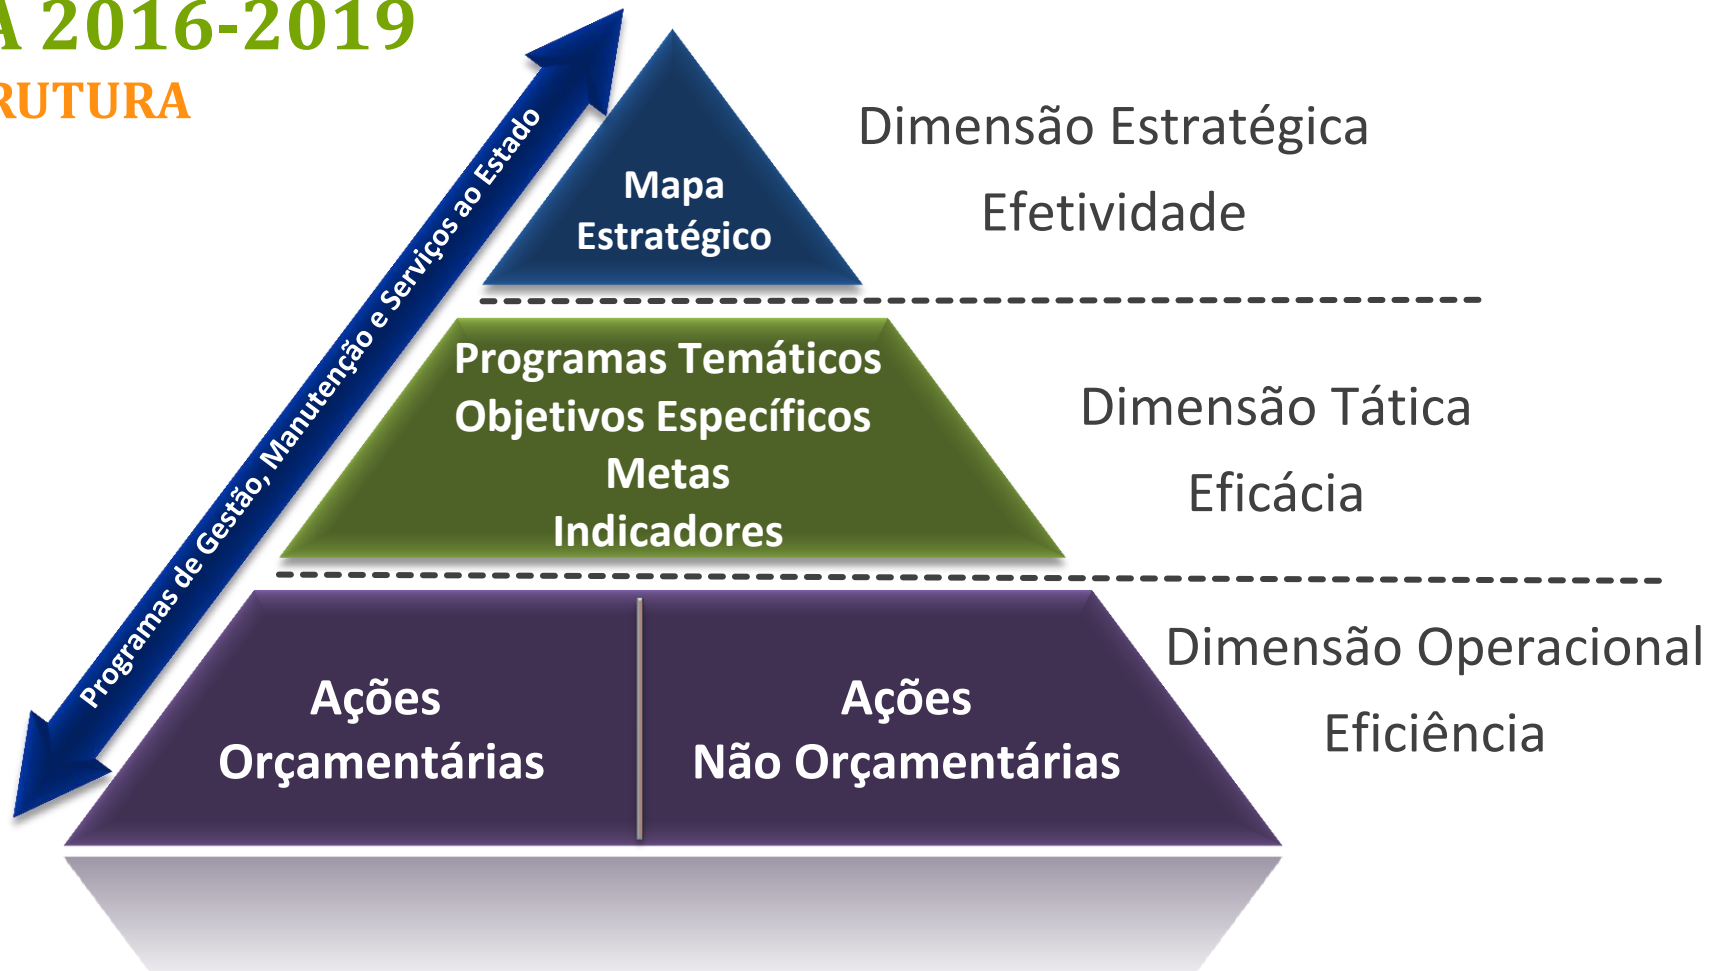 A 2016-2019
RUTURA
Programas de Gestão, Manutenção e Serviços ao Estado
Mapa
Estratégico
Dimensão Estratégica
Efetividade
Programas Temáticos
Objetivos Específicos
Metas
Indicadores
Dimensão Tática
Eficácia
Ações
Orçamentárias
Ações
Não Orçamentárias
Dimensão Operacional
Eficiência